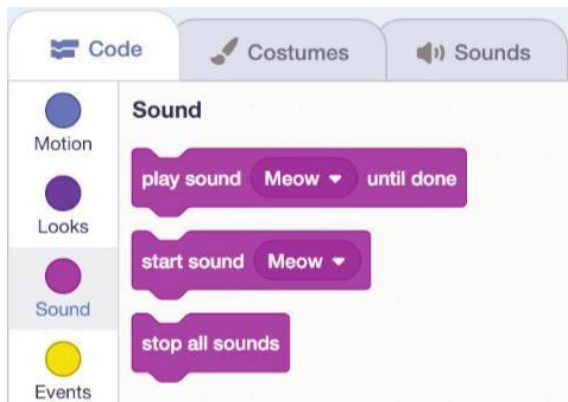 Code Costumes Sounds
Motion
Looks
Sound
Events
Sound
play sound Meow until done
start sound Meow
stop all sounds